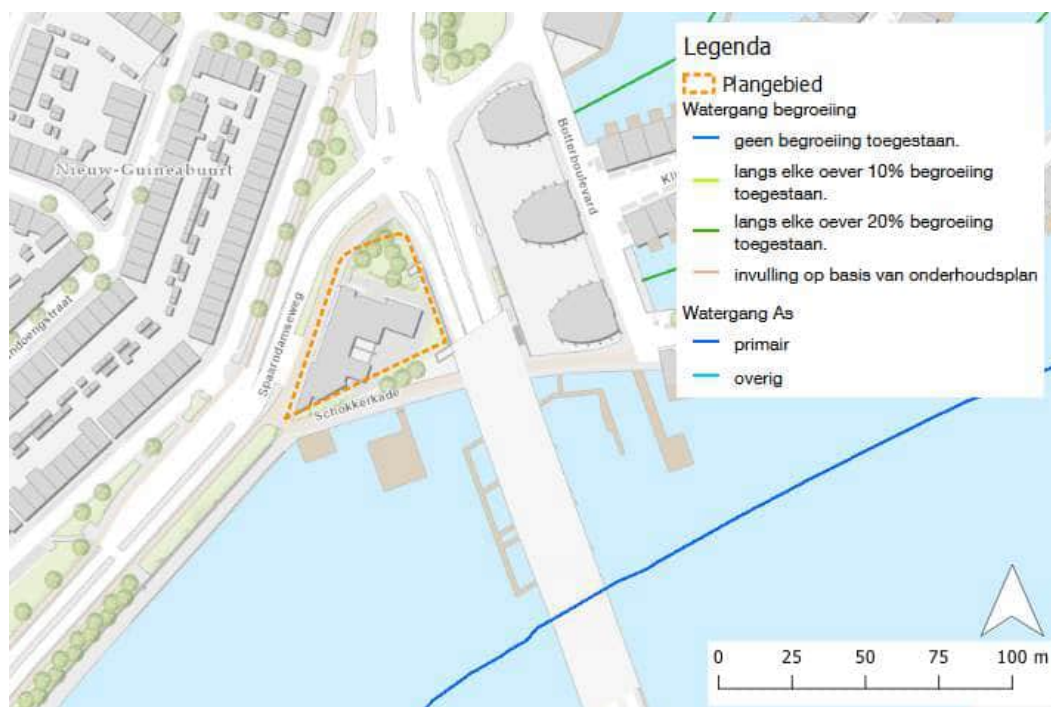 Legenda
Plangebied
Watergang begroeiing
geen begroeiing toegestaan.
langs elke oever 10% begroeiing
toegestaan.
langs elke oever 20% begroeiing
toegestaan.
invulling op basis van onderhoudsplan
Watergang As
primair
overig
Nieuw-Guineabuurt
Botterboulevard
Spaarndamseweg
Schokkerkade
0 25 50 75 100 m